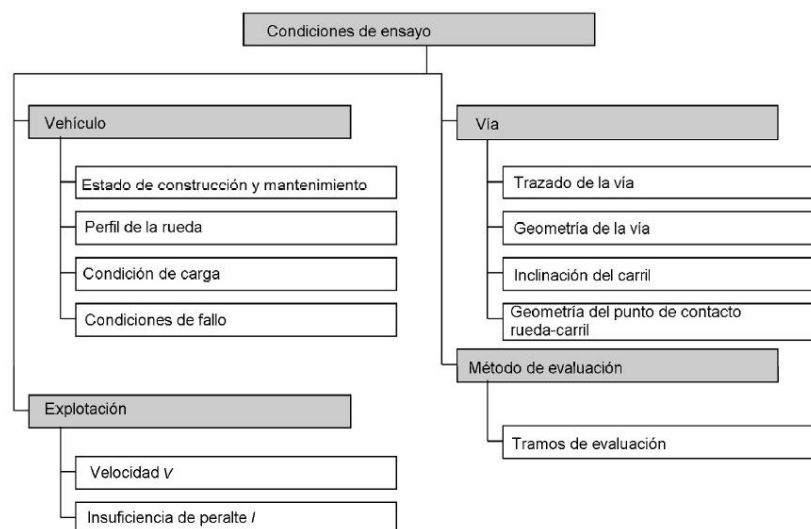 Condiciones de ensayo
Vehículo
Estado de construcción y mantenimiento
Perfil de la rueda
Condición de carga
Condiciones de fallo
Explotación
Velocidad V
Insuficiencia de peralte I
Vía
Trazado de la vía
Geometría de la vía
Inclinación del carril
Geometría del punto de contacto
rueda-carril
Método de evaluación
Tramos de evaluación